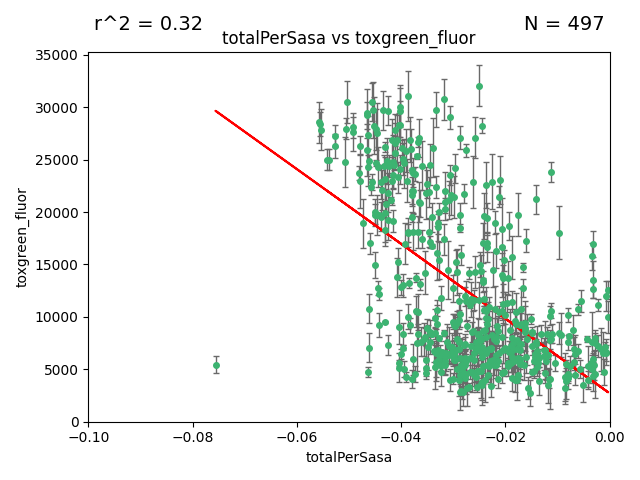 r^2 = 0.32
N = 497
totalPerSasa vs toxgreen_fluor
35000
30000
25000
20000
15000
10000
5000
0
toxgreen_fluor
−0.10
−0.08
−0.06
−0.04
−0.02
0.00
totalPerSasa